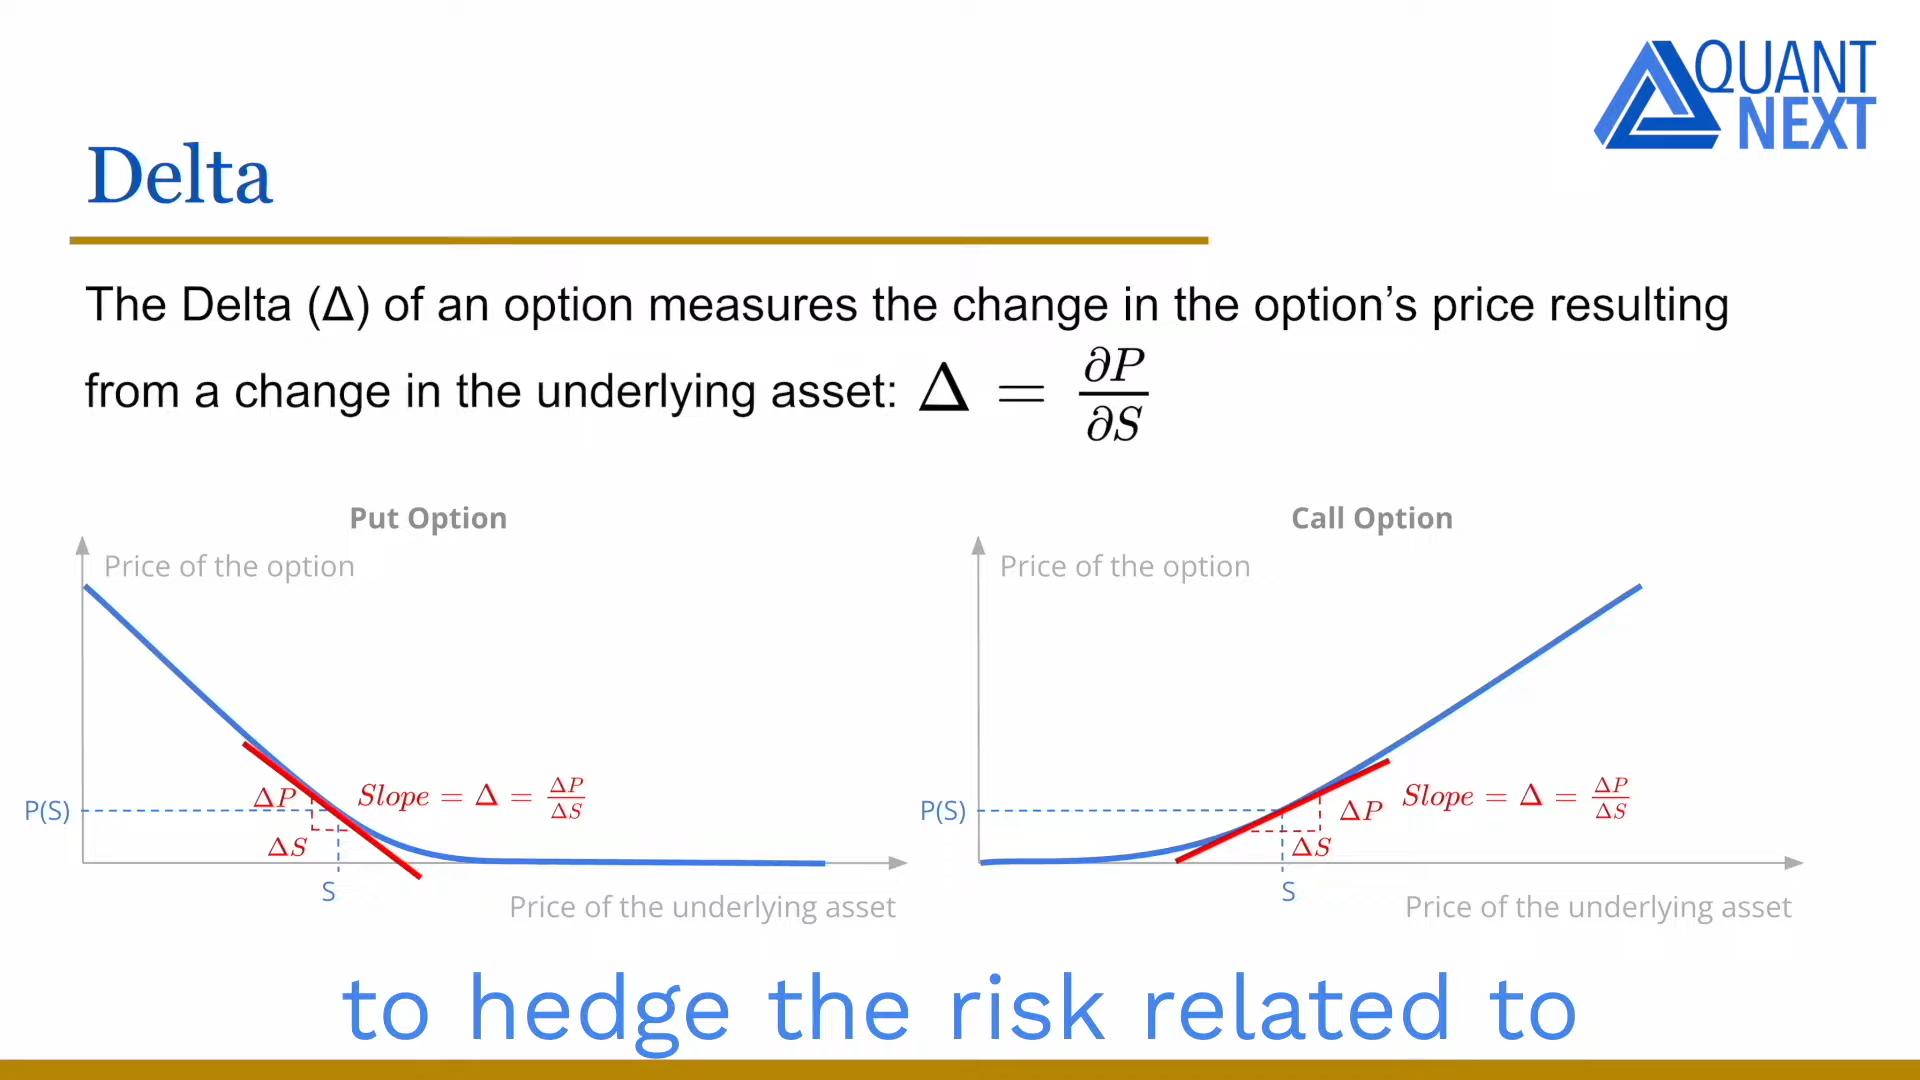 QUANT
NEXT
Delta
The Delta (Δ) of an option measures the change in the option’s price resulting
from a change in the underlying asset: Δ = ∂P/∂S
Put Option
Price of the option
P(S)
ΔP
ΔS
Slope = Δ = ΔP/ΔS
S
Price of the underlying asset
Call Option
Price of the option
P(S)
ΔP
ΔS
Slope = Δ = ΔP/ΔS
S
Price of the underlying asset
to hedge the risk related to